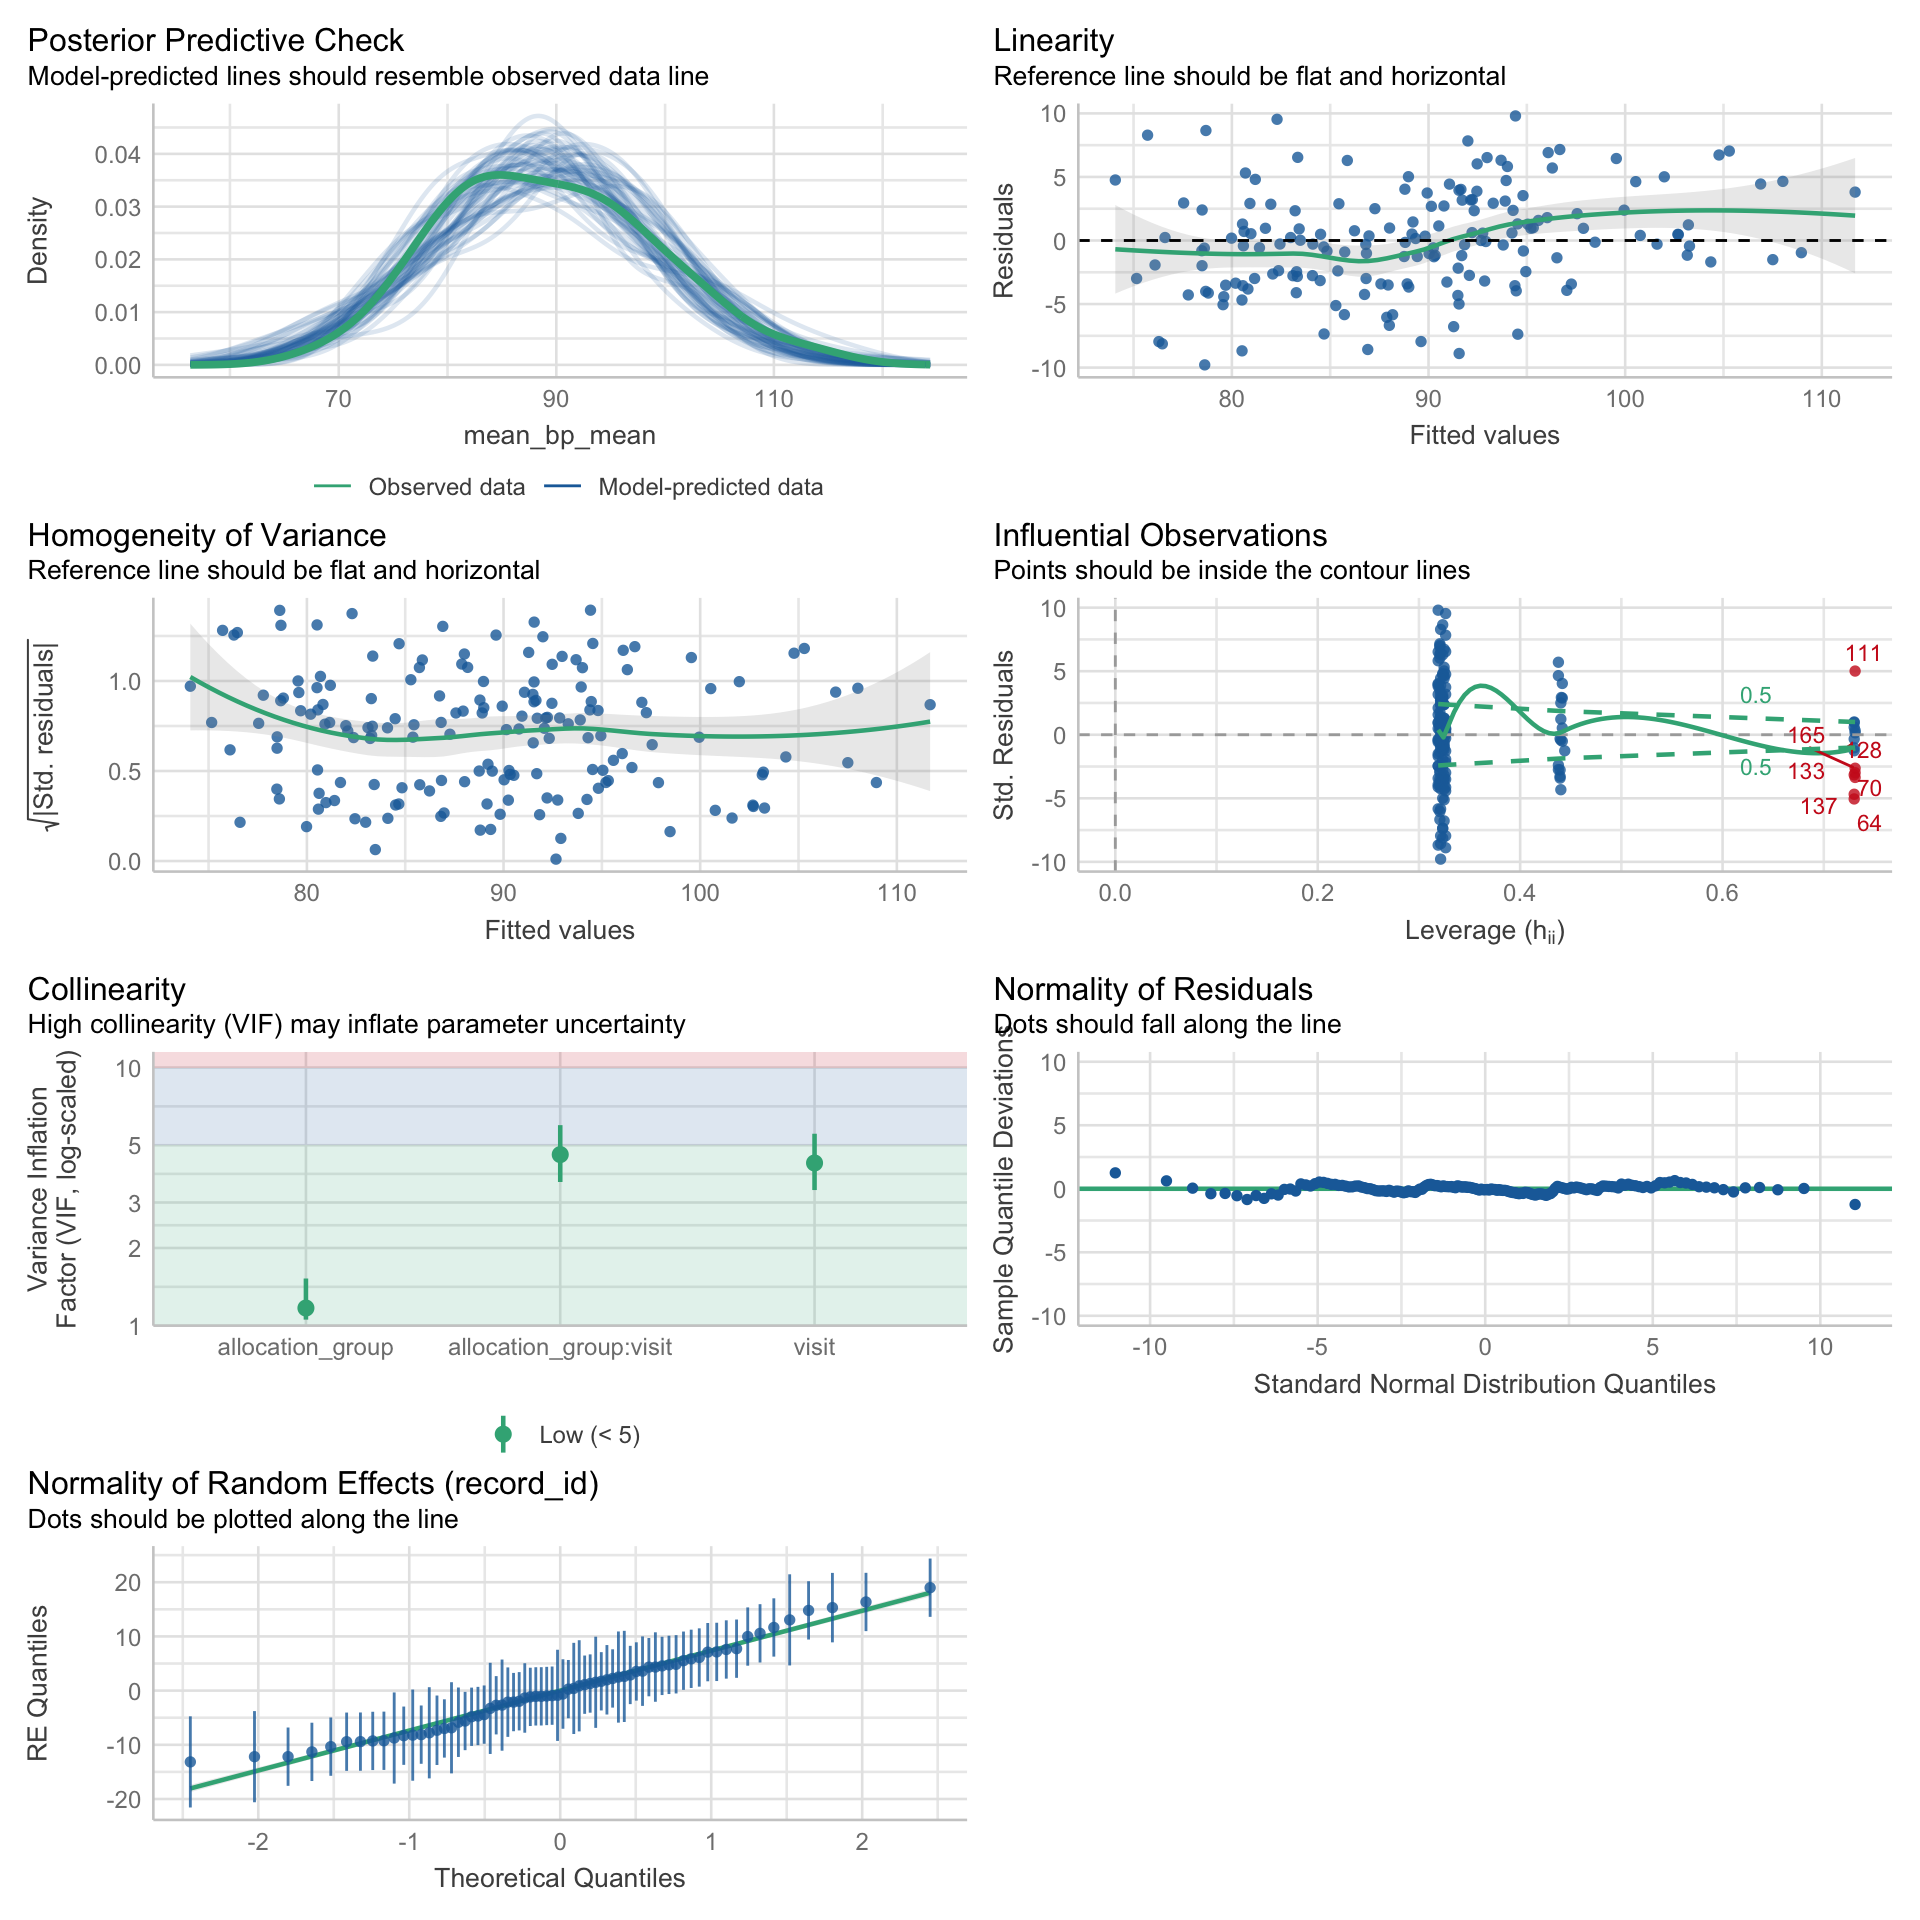 Posterior Predictive Check
Model-predicted lines should resemble observed data line
Density
0.04
0.03
0.02
0.01
0.00
70 90 110
mean_bp_mean
Observed data Model-predicted data
Linearity
Reference line should be flat and horizontal
Residuals
10
5
0
-5
-10
80 90 100 110
Fitted values
Homogeneity of Variance
Reference line should be flat and horizontal
√|Std. residuals|
1.0
0.5
0.0
80 90 100 110
Fitted values
Influential Observations
Points should be inside the contour lines
Std. Residuals
10
5
0
-5
-10
111
0.5
165
128
0.5
133
70
137
64
0.0 0.2 0.4 0.6
Leverage (hii)
Collinearity
High collinearity (VIF) may inflate parameter uncertainty
Variance Inflation
Factor (VIF, log-scaled)
10
5
3
2
1
allocation_group allocation_group:visit visit
Low (< 5)
Normality of Residuals
Dots should fall along the line
Sample Quantile Deviations
10
5
0
-5
-10
-10 -5 0 5 10
Standard Normal Distribution Quantiles
Normality of Random Effects (record_id)
Dots should be plotted along the line
RE Quantiles
20
10
0
-10
-20
-2 -1 0 1 2
Theoretical Quantiles